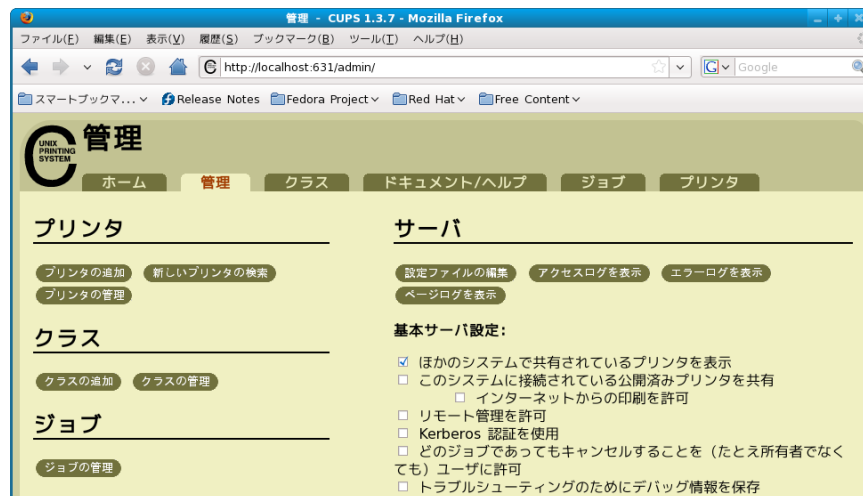 管理 - CUPS 1.3.7 - Mozilla Firefox
ファイル(F) 編集(E) 表示(V) 履歴(S) ブックマーク(B) ツール(T) ヘルプ(H)
http://localhost:631/admin/
Google
スマートブックマ... Release Notes Fedora Project Red Hat Free Content
UNIX
PRINTING
SYSTEM
管理
ホーム 管理 クラス ドキュメント/ヘルプ ジョブ プリンタ
プリンタ
プリンタの追加 新しいプリンタの検索
プリンタの管理
クラス
クラスの追加 クラスの管理
ジョブ
ジョブの管理
サーバ
設定ファイルの編集 アクセスログを表示 エラーログを表示
ページログを表示
基本サーバ設定:
ほかのシステムで共有されているプリンタを表示
このシステムに接続されている公開済みプリンタを共有
インターネットからの印刷を許可
リモート管理を許可
Kerberos 認証を使用
どのジョブであってもキャンセルすることを (たとえ所有者でなく
ても) ユーザに許可
トラブルシューティングのためにデバッグ情報を保存